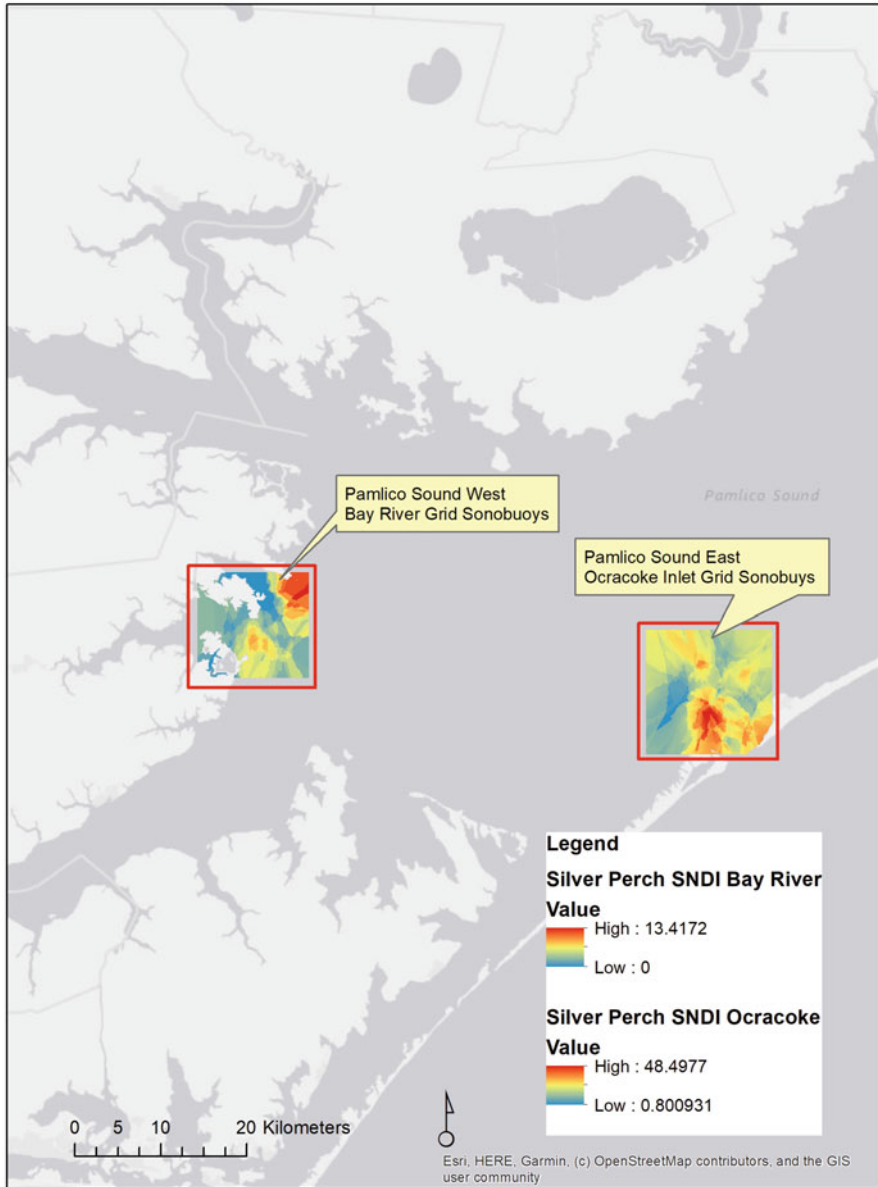 Pamlico Sound
Pamlico Sound West
Bay River Grid Sonobuoys
Pamlico Sound East
Ocracoke Inlet Grid Sonobuys
Legend
Silver Perch SNDI Bay River
Value
High : 13.4172
Low : 0
Silver Perch SNDI Ocracoke
Value
High : 48.4977
Low : 0.800931
0 5 10 20 Kilometers
Esri, HERE, Garmin, (c) OpenStreetMap contributors, and the GIS
user community